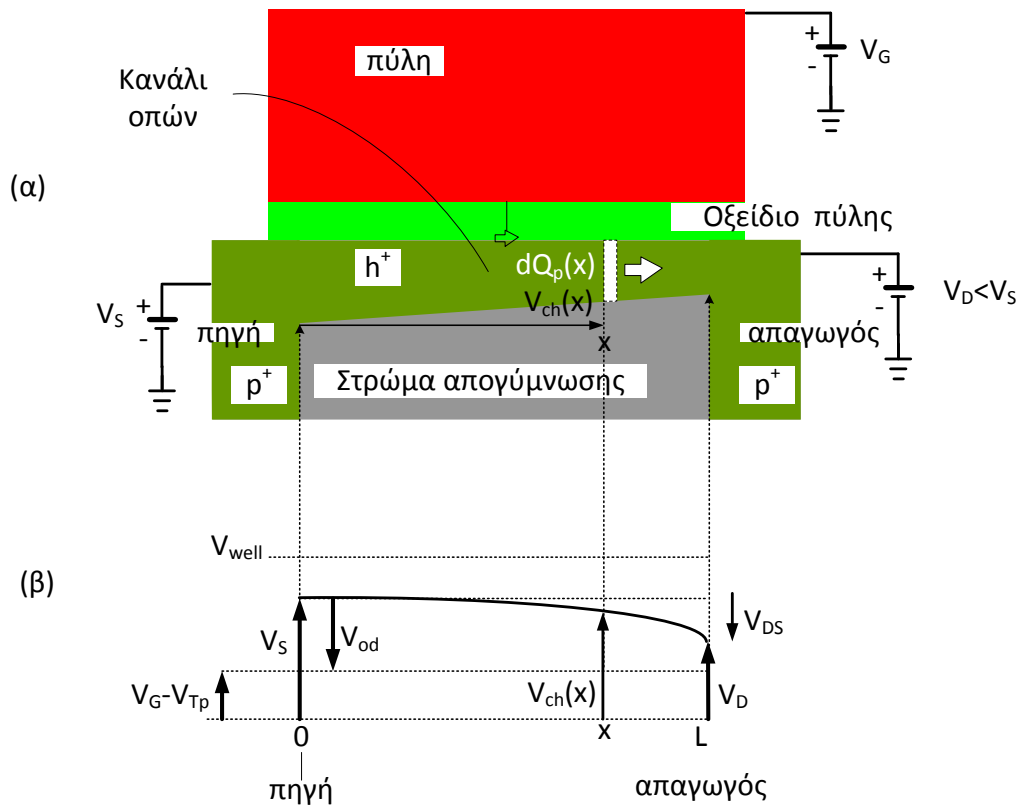 +
V_G
-
πύλη
Κανάλι
οπών
(α)
Οξείδιο πύλης
h⁺
dQ_p(x)
+
V_D<V_S
-
V_ch(x)
V_S
+
-
πηγή
x
απαγωγός
p⁺
Στρώμα απογύμνωσης
p⁺
V_well
(β)
V_S
V_od
V_DS
V_G-V_Tp
V_ch(x)
V_D
0
x
L
πηγή
απαγωγός